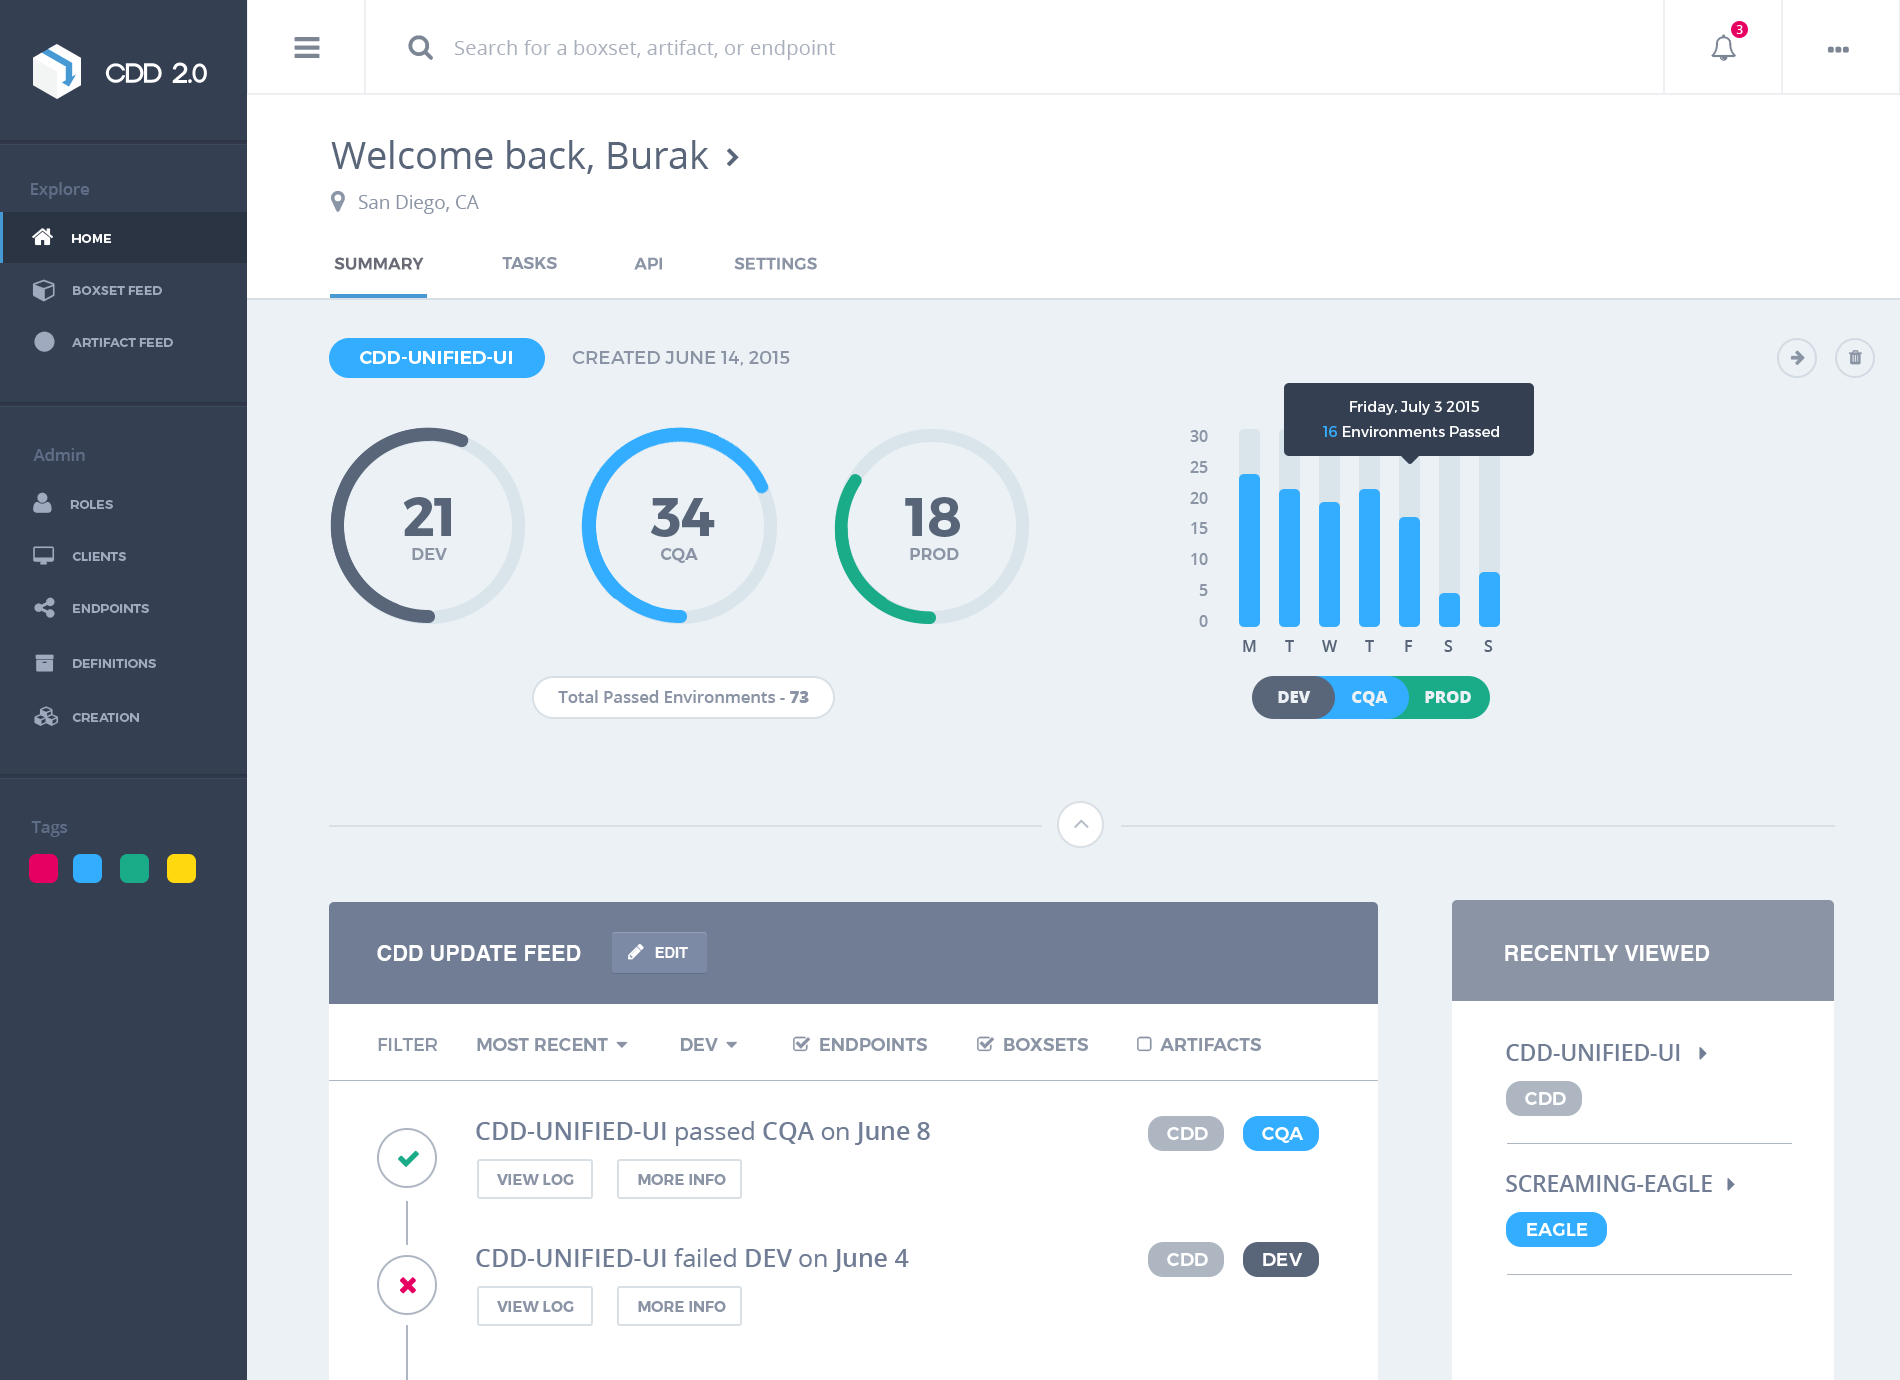 CDD 2.0
Explore
HOME
BOXSET FEED
ARTIFACT FEED
Admin
ROLES
CLIENTS
ENDPOINTS
DEFINITIONS
CREATION
Tags
Search for a boxset, artifact, or endpoint
3
Welcome back, Burak
San Diego, CA
SUMMARY TASKS API SETTINGS
CDD-UNIFIED-UI CREATED JUNE 14, 2015
21
DEV
34
CQA
18
PROD
Total Passed Environments - 73
Friday, July 3 2015
16 Environments Passed
30
25
20
15
10
5
0
M T W T F S S
DEV CQA PROD
CDD UPDATE FEED EDIT
FILTER MOST RECENT DEV ENDPOINTS BOXSETS ARTIFACTS
CDD-UNIFIED-UI passed CQA on June 8
CDD CQA
VIEW LOG MORE INFO
CDD-UNIFIED-UI failed DEV on June 4
CDD DEV
VIEW LOG MORE INFO
RECENTLY VIEWED
CDD-UNIFIED-UI
CDD
SCREAMING-EAGLE
EAGLE